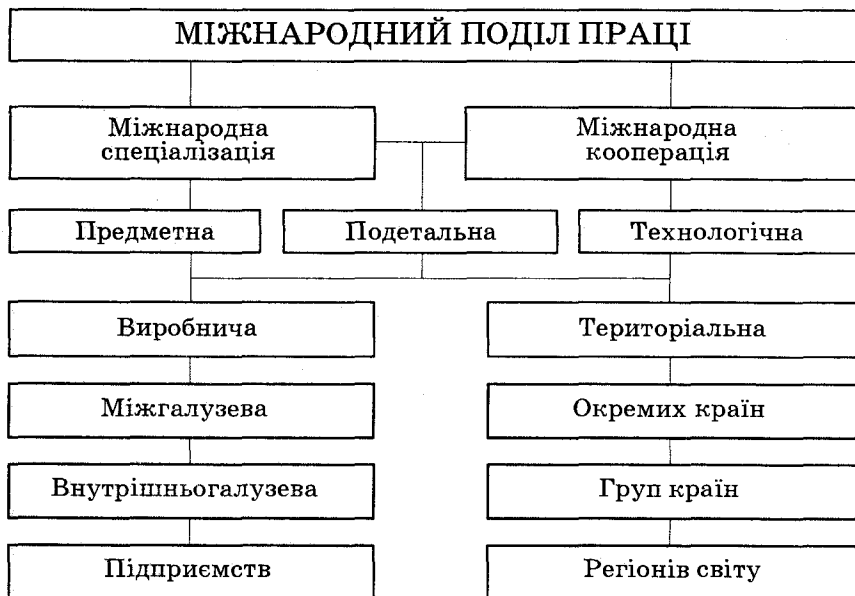 МІЖНАРОДНИЙ ПОДІЛ ПРАЦІ
Міжнародна
спеціалізація
Міжнародна
кооперація
Предметна
Подетальна
Технологічна
Виробнича
Територіальна
Міжгалузева
Окремих країн
Внутрішньогалузева
Груп країн
Підприємств
Регіонів світу